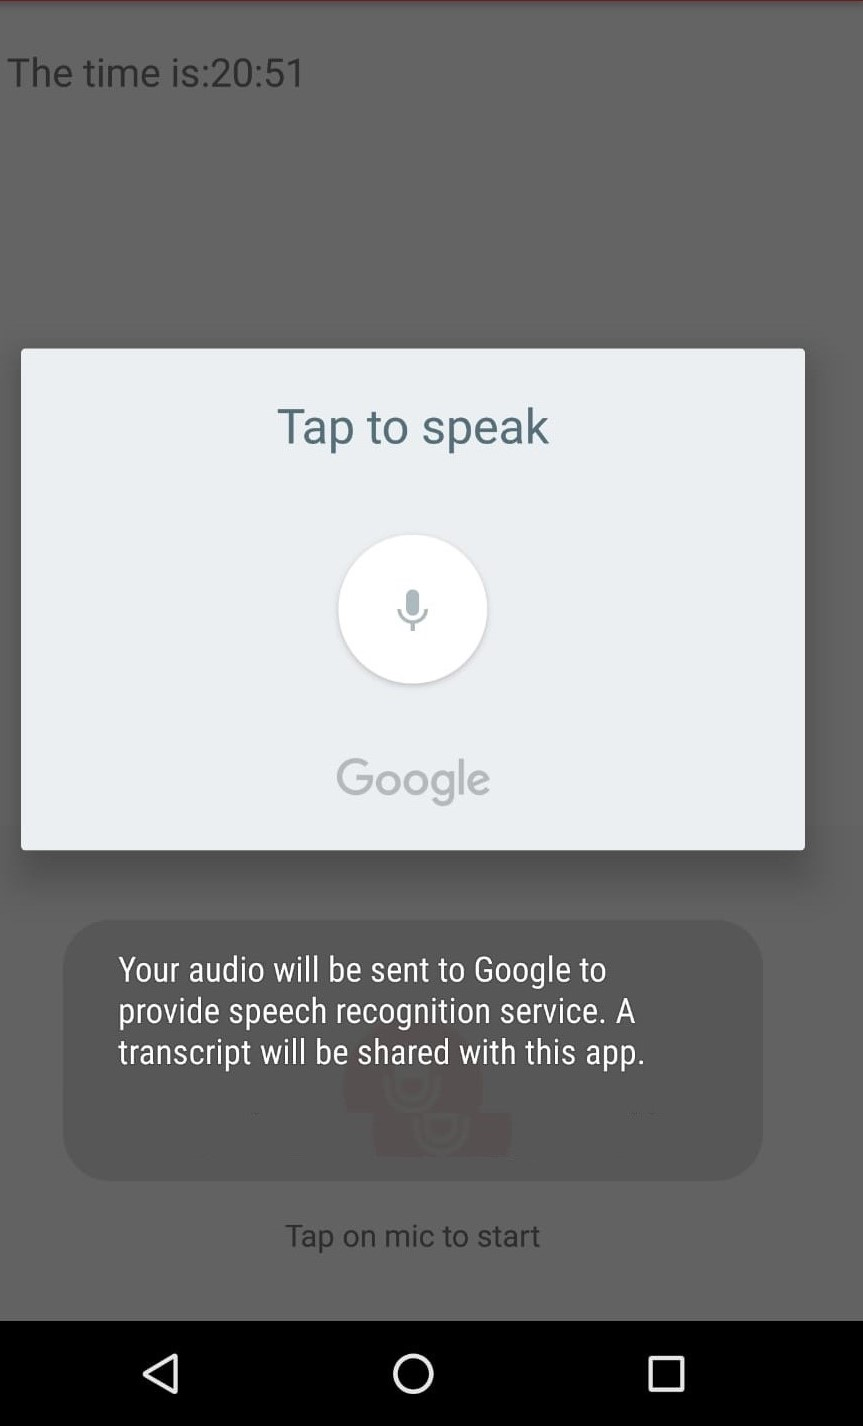 The time is:20:51
Tap to speak
Google
Your audio will be sent to Google to
provide speech recognition service. A
transcript will be shared with this app.
Tap on mic to start